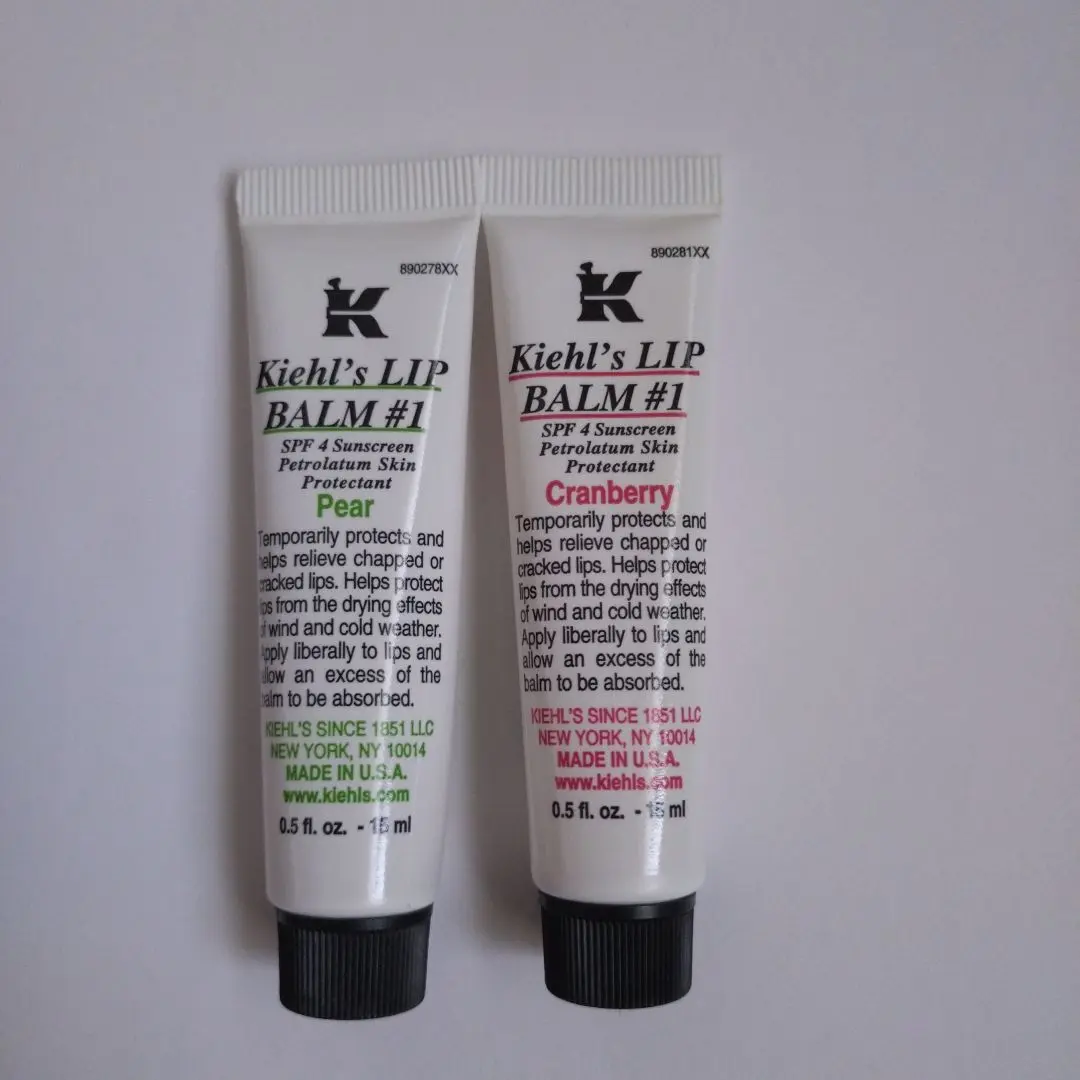 890278XX
K
Kiehl's LIP
BALM #1
SPF 4 Sunscreen
Petrolatum Skin
Protectant
Pear
Temporarily protects and
helps relieve chapped or
cracked lips. Helps protect
lips from the drying effects
of wind and cold weather.
Apply liberally to lips and
allow an excess of the
balm to be absorbed.
KIEHL'S SINCE 1851 LLC
NEW YORK, NY 10014
MADE IN U.S.A.
www.kiehls.com
0.5 fl. oz. - 15 ml
890281XX
K
Kiehl's LIP
BALM #1
SPF 4 Sunscreen
Petrolatum Skin
Protectant
Cranberry
Temporarily protects and
helps relieve chapped or
cracked lips. Helps protect
lips from the drying effects
of wind and cold weather.
Apply liberally to lips and
allow an excess of the
balm to be absorbed.
KIEHL'S SINCE 1851 LLC
NEW YORK, NY 10014
MADE IN U.S.A.
www.kiehls.com
0.5 fl. oz. - 15 ml